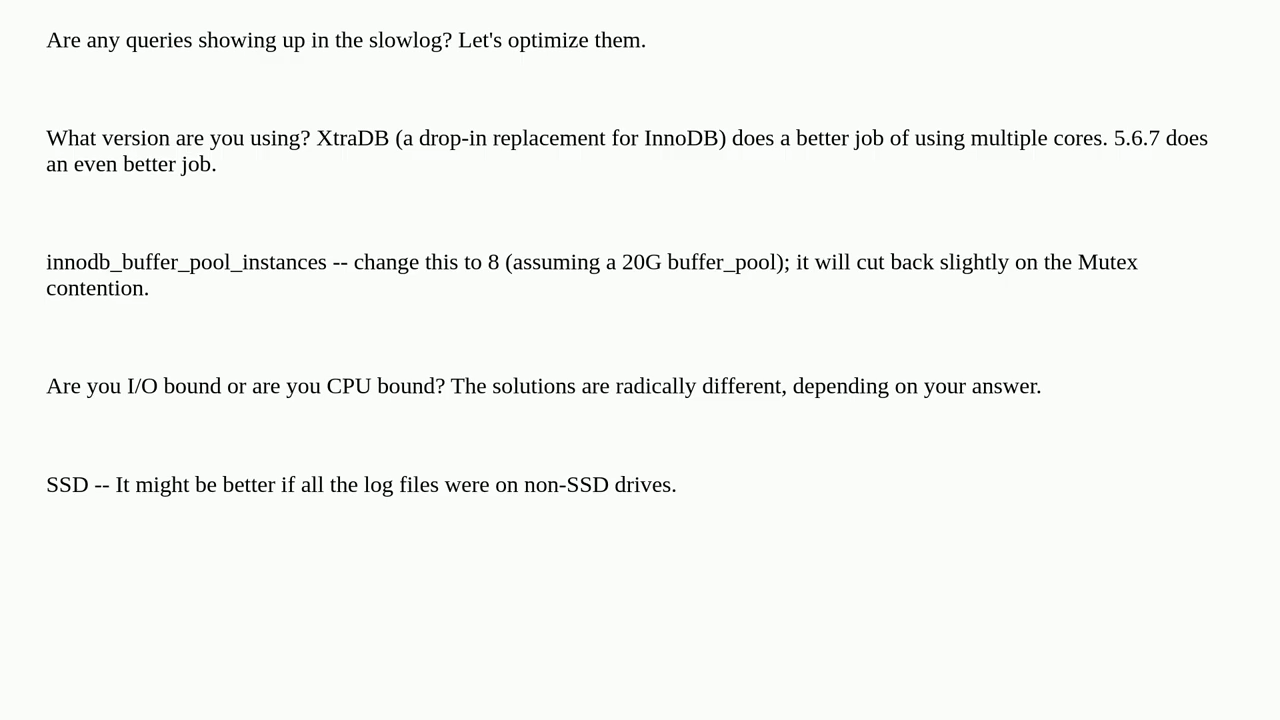 Are any queries showing up in the slowlog? Let's optimize them.
What version are you using? XtraDB (a drop-in replacement for InnoDB) does a better job of using multiple cores. 5.6.7 does
an even better job.
innodb_buffer_pool_instances -- change this to 8 (assuming a 20G buffer_pool); it will cut back slightly on the Mutex
contention.
Are you I/O bound or are you CPU bound? The solutions are radically different, depending on your answer.
SSD -- It might be better if all the log files were on non-SSD drives.